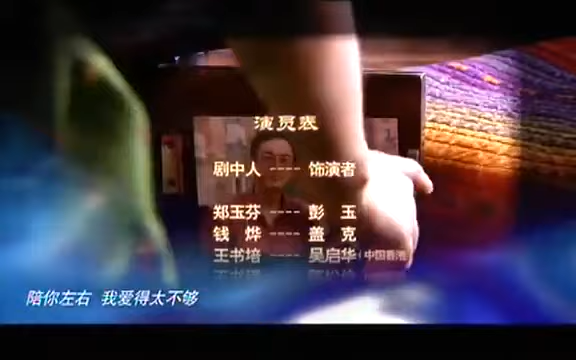 演员表
剧中人 ---- 饰演者
郑玉芬 ---- 彭 玉
钱 烨 ---- 盖 克
王书培 ---- 吴启华(中国香港)
陪你左右 我爱得太不够